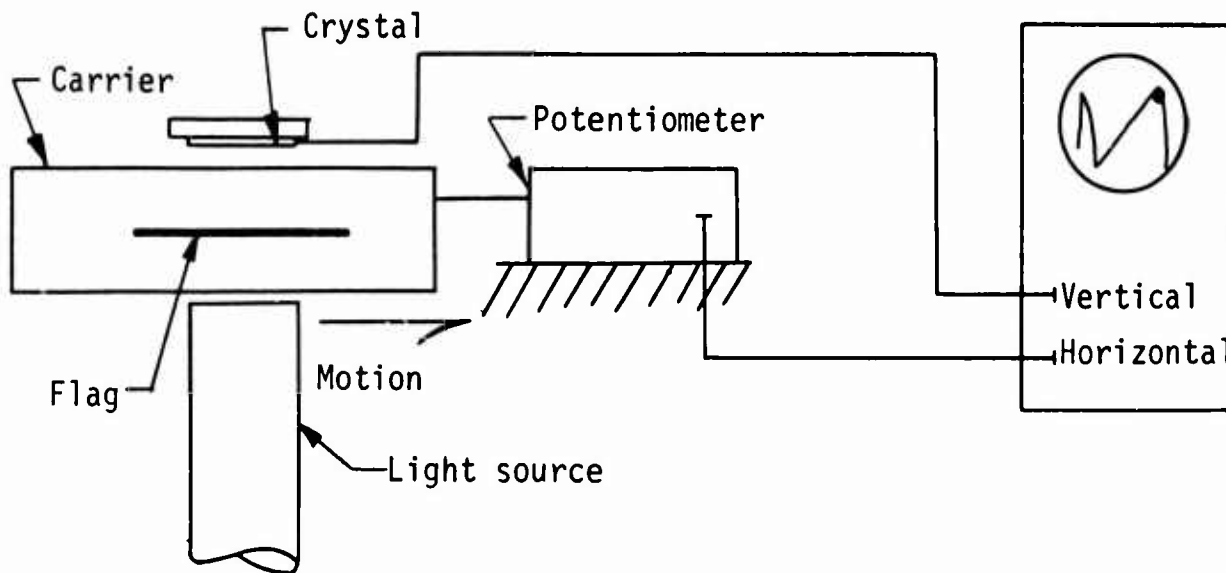 Crystal
Carrier
Potentiometer
Vertical
Horizontal
Motion
Flag
Light source